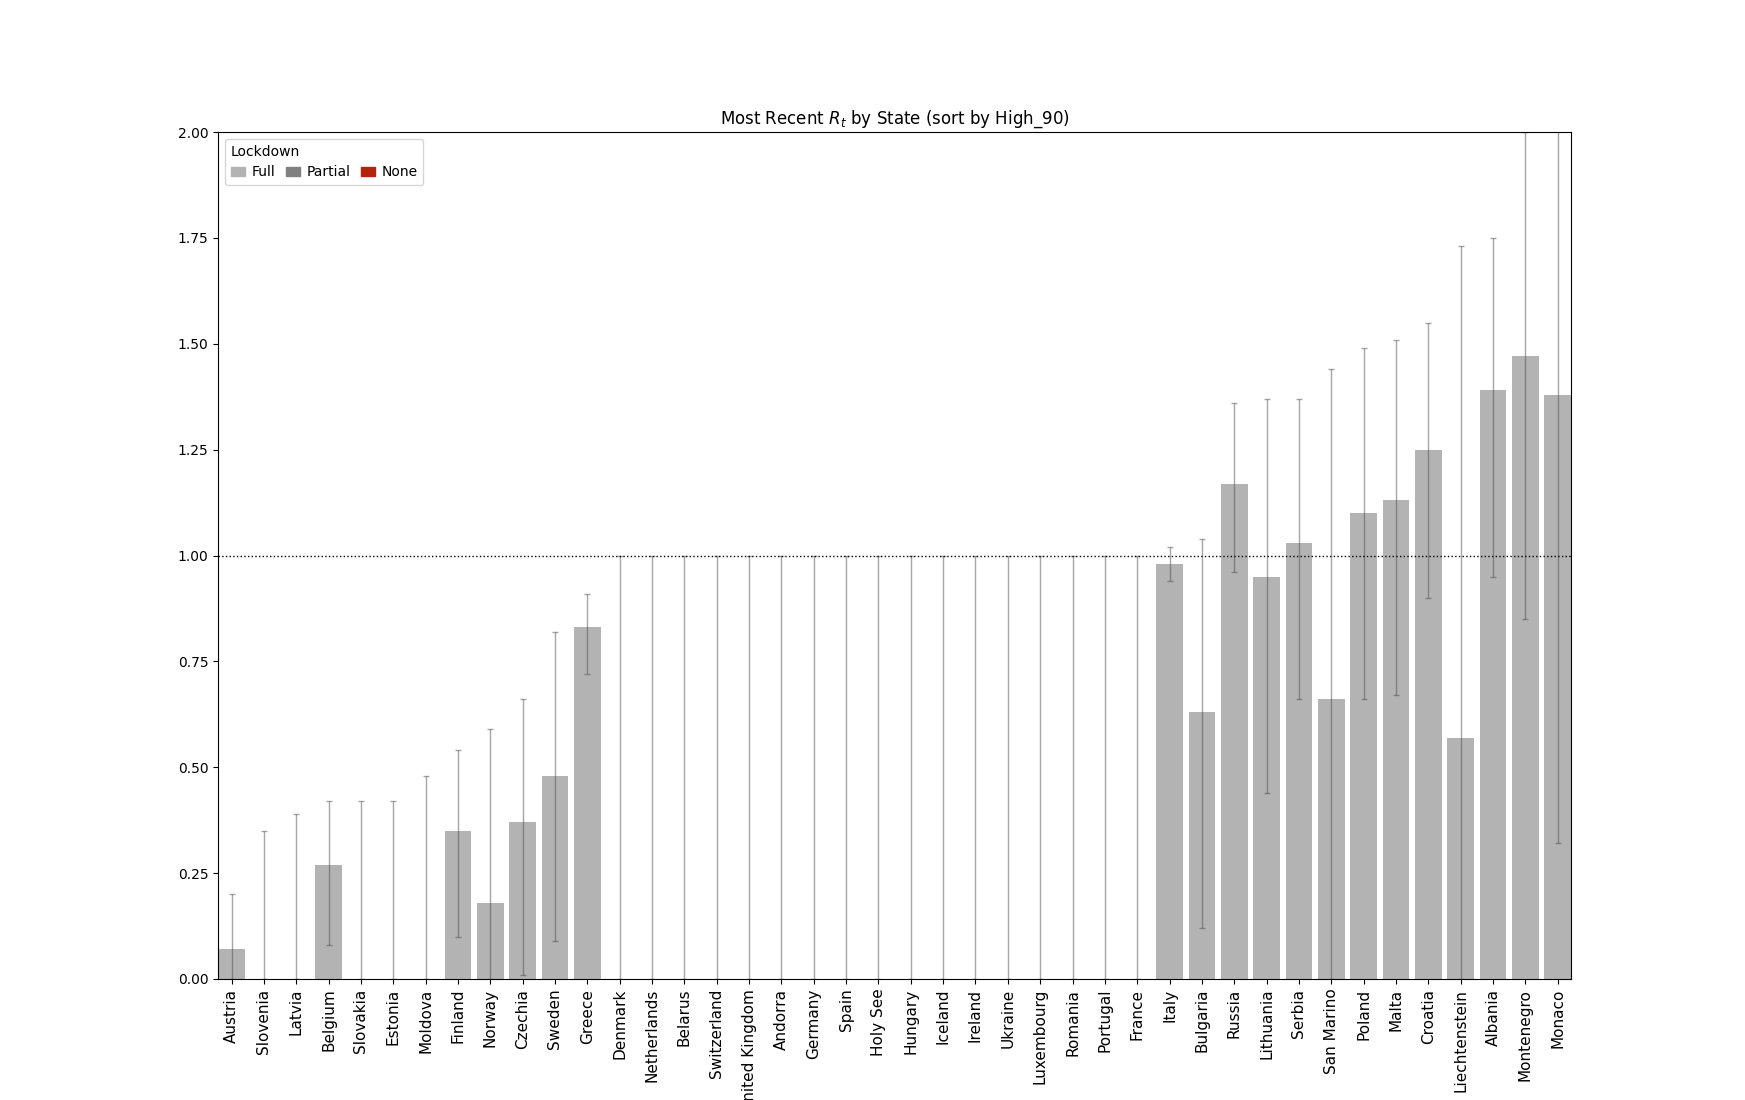 Most Recent R_t by State (sort by High_90)
Lockdown
Full Partial None
2.00
1.75
1.50
1.25
1.00
0.75
0.50
0.25
0.00
Austria
Slovenia
Latvia
Belgium
Slovakia
Estonia
Moldova
Finland
Norway
Czechia
Sweden
Greece
Denmark
Netherlands
Belarus
Switzerland
nited Kingdom
Andorra
Germany
Spain
Holy See
Hungary
Iceland
Ireland
Ukraine
Luxembourg
Romania
Portugal
France
Italy
Bulgaria
Russia
Lithuania
Serbia
San Marino
Poland
Malta
Croatia
Liechtenstein
Albania
Montenegro
Monaco